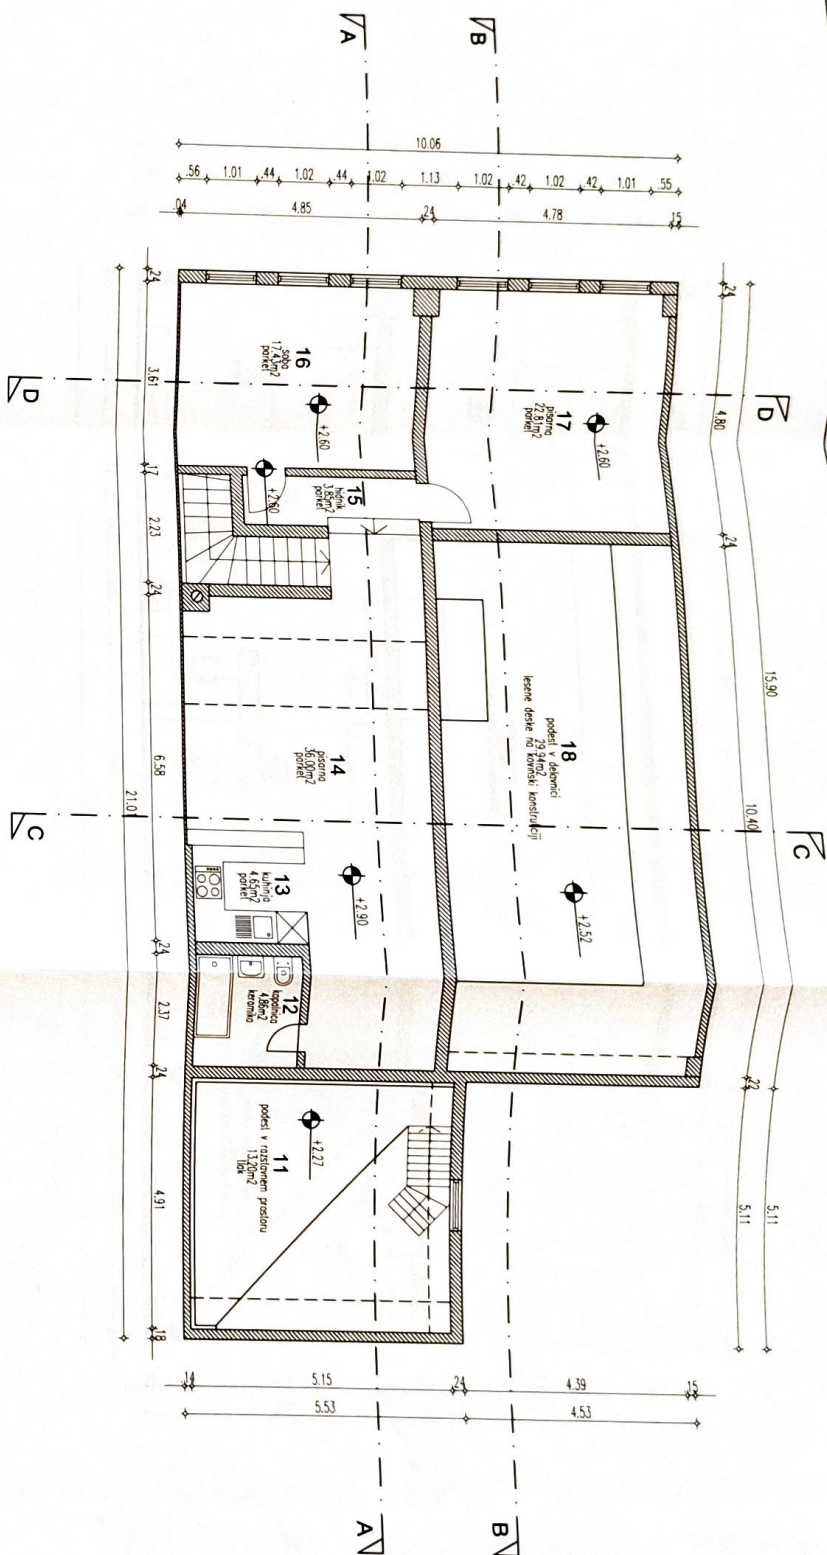 A
B
10.06
.56 1.01 .44 1.02 .44 1.02 1.13 1.02 .42 1.02 .42 1.01 .55
.04 4.85 24 4.78 15
24
3.61
17
2.23
24
6.58
24
2.37
24
4.91
18
21.01
24
4.80
24
10.40
22
5.11
15.90
5.11
D
D
C
C
16
soba
17.43m2
parket
+2.60
17
pisarna
22.81m2
parket
+2.60
15
hodnik
3.85m2
parket
+2.60
14
pisarna
36.00m2
parket
+2.90
18
podest v delavnici
29.94m2
lesene deske na kovinski konstrukciji
+2.52
13
kuhinja
4.65m2
parket
12
kopalnica
4.86m2
keramika
11
podest v razstavnem prostoru
13.20m2
tlak
+2.27
14 5.15 24 4.39 15
5.53 4.53
A
B